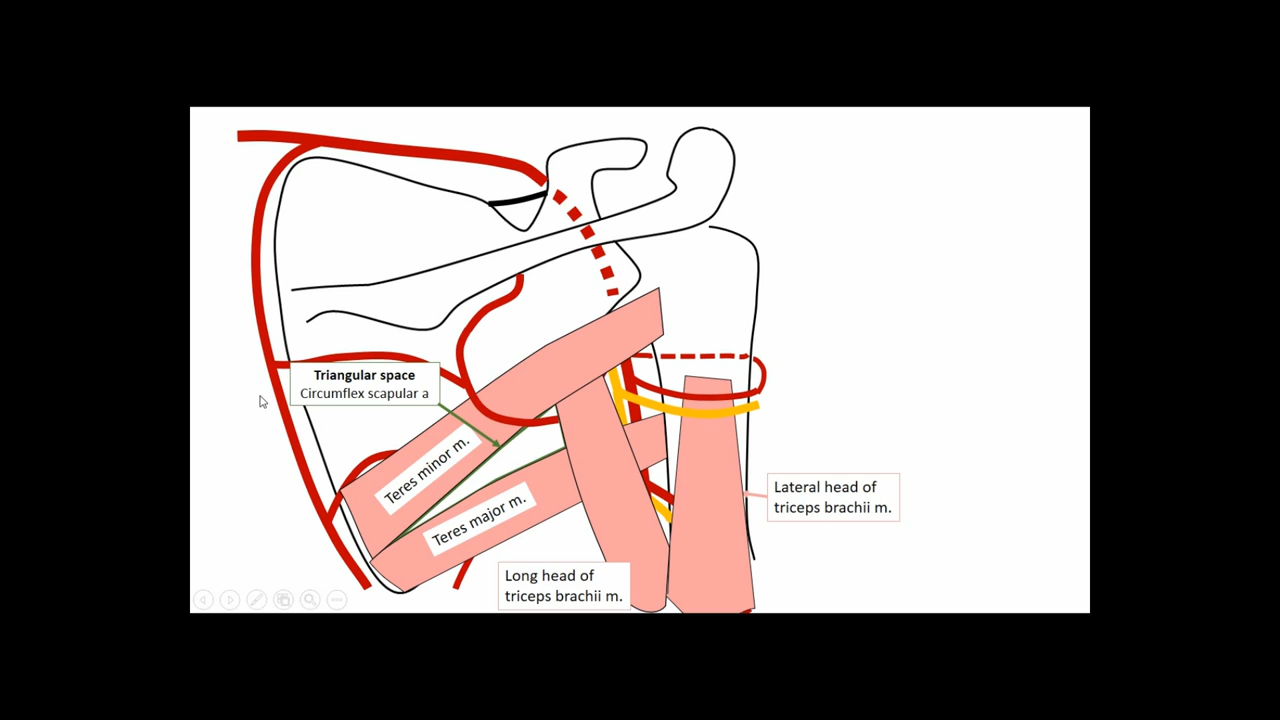 Triangular space
Circumflex scapular a
Teres minor m.
Teres major m.
Lateral head of
triceps brachii m.
Long head of
triceps brachii m.